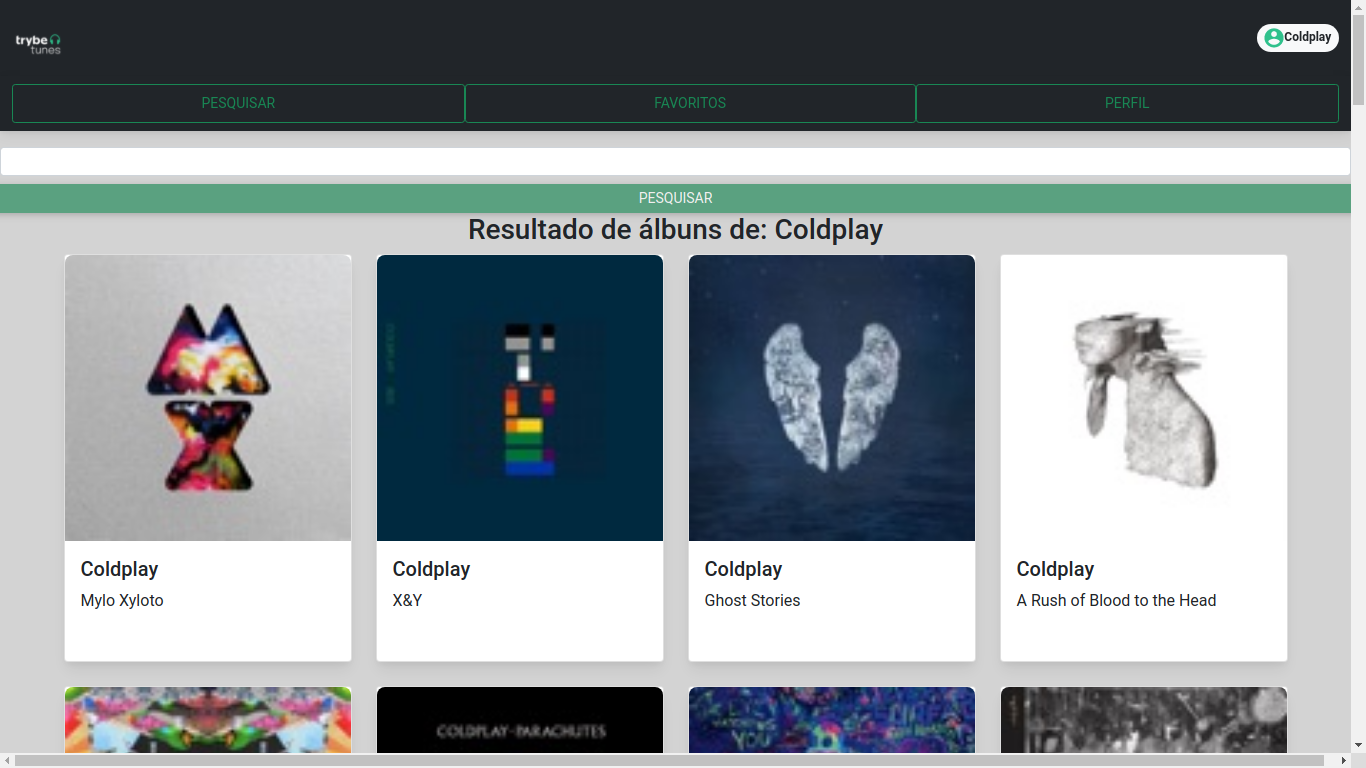 trybe
tunes
Coldplay
PESQUISAR
FAVORITOS
PERFIL
PESQUISAR
Resultado de álbuns de: Coldplay
Coldplay
Mylo Xyloto
Coldplay
X&Y
Coldplay
Ghost Stories
Coldplay
A Rush of Blood to the Head
COLDPLAY-PARACHUTES
YOU